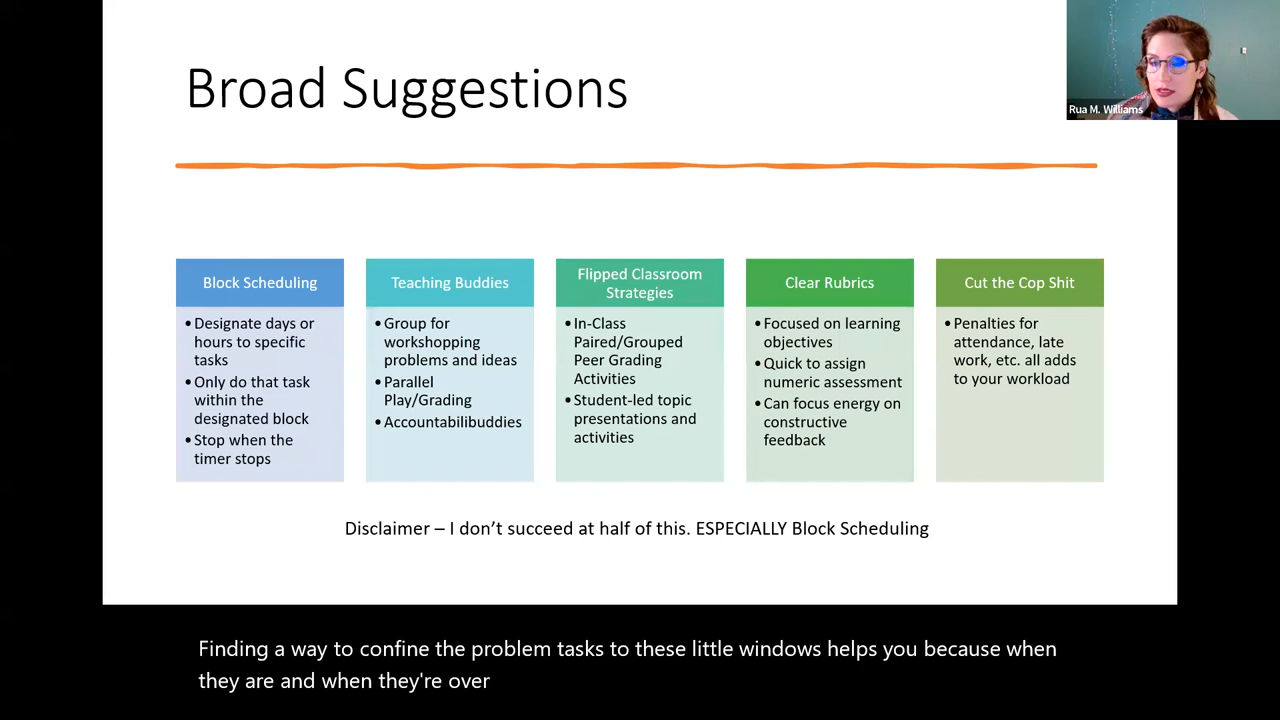 Broad Suggestions
Rua M. Williams
Block Scheduling
•Designate days or
hours to specific
tasks
•Only do that task
within the
designated block
•Stop when the
timer stops
Teaching Buddies
•Group for
workshopping
problems and ideas
•Parallel
Play/Grading
•Accountabilibuddies
Flipped Classroom
Strategies
•In-Class
Paired/Grouped
Peer Grading
Activities
•Student-led topic
presentations and
activities
Clear Rubrics
•Focused on learning
objectives
•Quick to assign
numeric assessment
•Can focus energy on
constructive
feedback
Cut the Cop Shit
•Penalties for
attendance, late
work, etc. all adds
to your workload
Disclaimer – I don’t succeed at half of this. ESPECIALLY Block Scheduling
Finding a way to confine the problem tasks to these little windows helps you because when
they are and when they're over